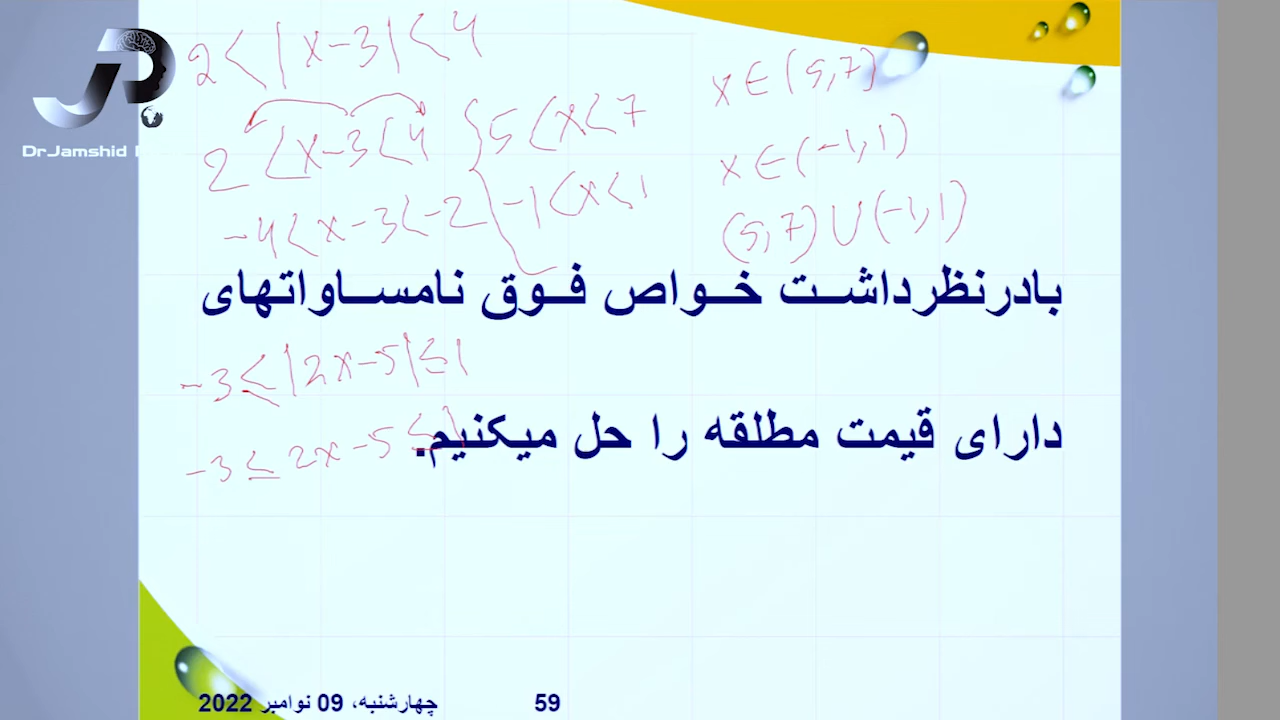 2 < |x-3| < 4
2 < x-3 < 4
-4 < x-3 < -2
5 < x < 7
-1 < x < 1
x ∈ (5,7)
x ∈ (-1,1)
(5,7) ∪ (-1,1)
DrJamshid
بادرنظرداشت خواص فوق نامساواتهای
-3 ≤ |2x-5| ≤ 1
دارای قیمت مطلقه را حل میکنیم.
-3 ≤ 2x-5 ≤ 1
چهارشنبه، 09 نوامبر 2022
59